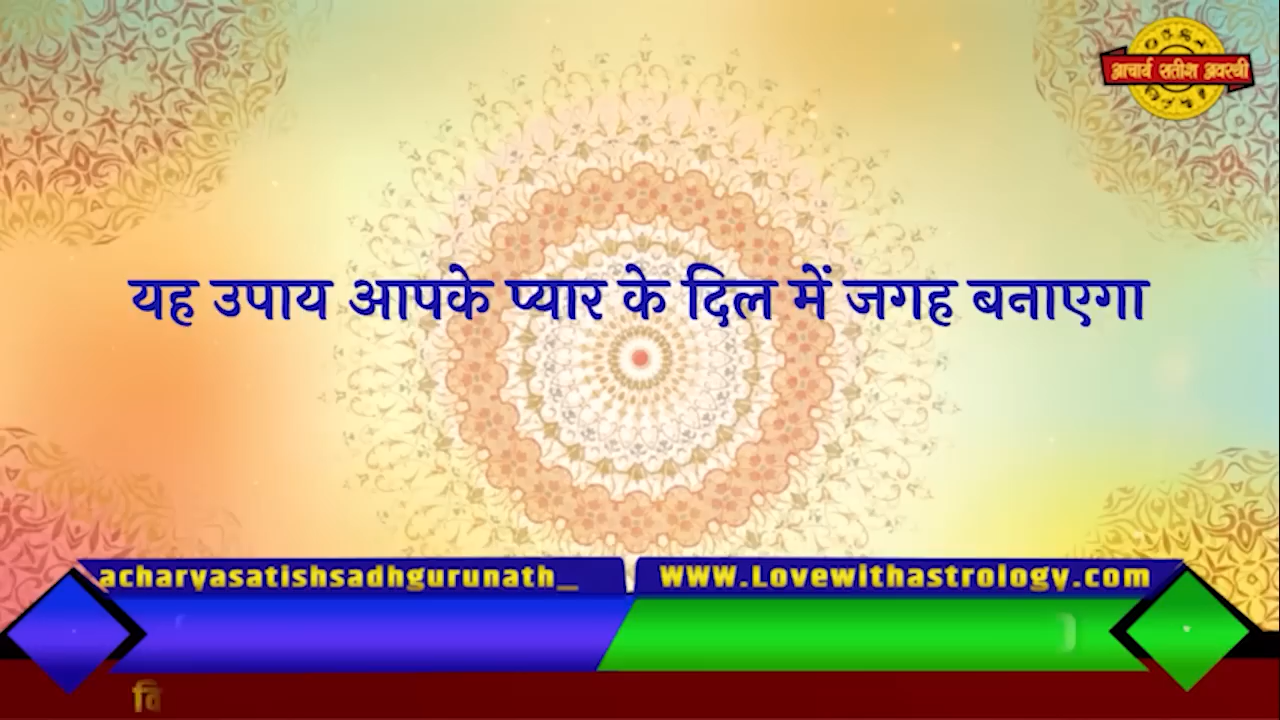 आचार्य सतीश अवस्थी
यह उपाय आपके प्यार के दिल में जगह बनाएगा
acharyasatishsadhgurunath_
www.Lovewithastrology.com
वि